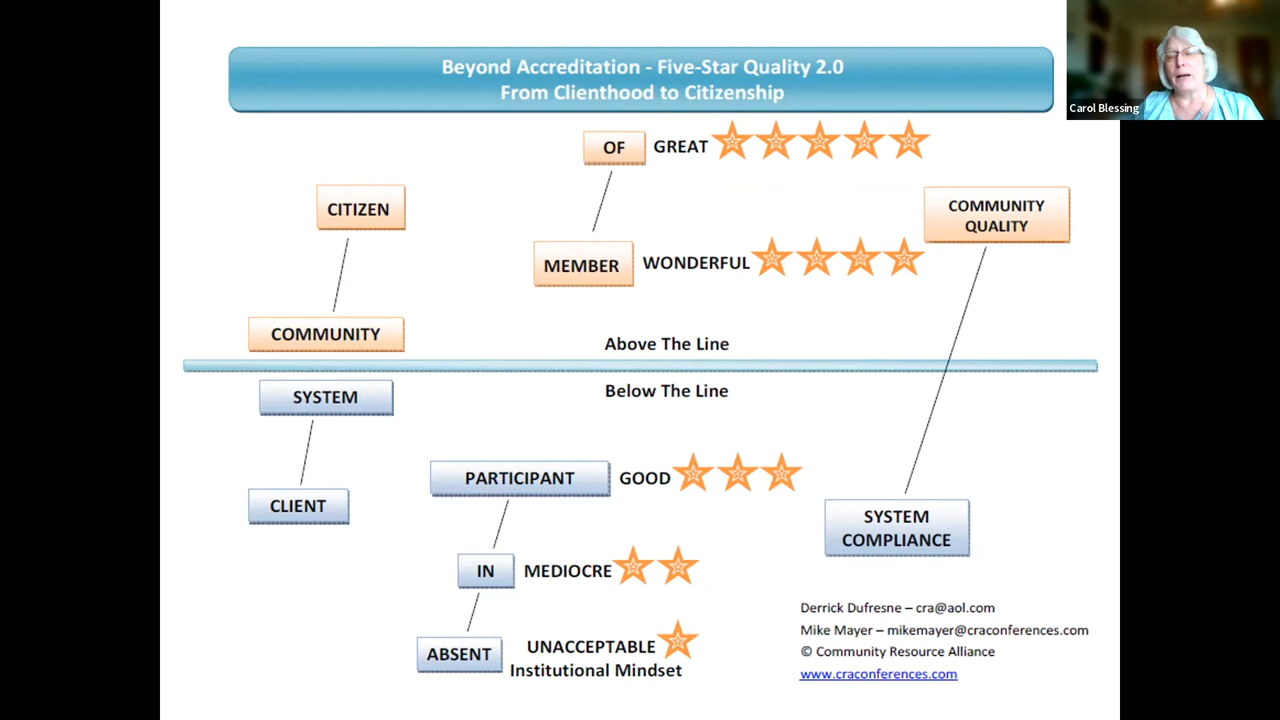 Beyond Accreditation - Five-Star Quality 2.0
From Clienthood to Citizenship
Carol Blessing
OF GREAT
CITIZEN
COMMUNITY
QUALITY
MEMBER WONDERFUL
COMMUNITY
Above The Line
Below The Line
SYSTEM
PARTICIPANT GOOD
CLIENT
SYSTEM
COMPLIANCE
IN MEDIOCRE
ABSENT UNACCEPTABLE
Institutional Mindset
Derrick Dufresne – cra@aol.com
Mike Mayer – mikemayer@craconferences.com
© Community Resource Alliance
www.craconferences.com